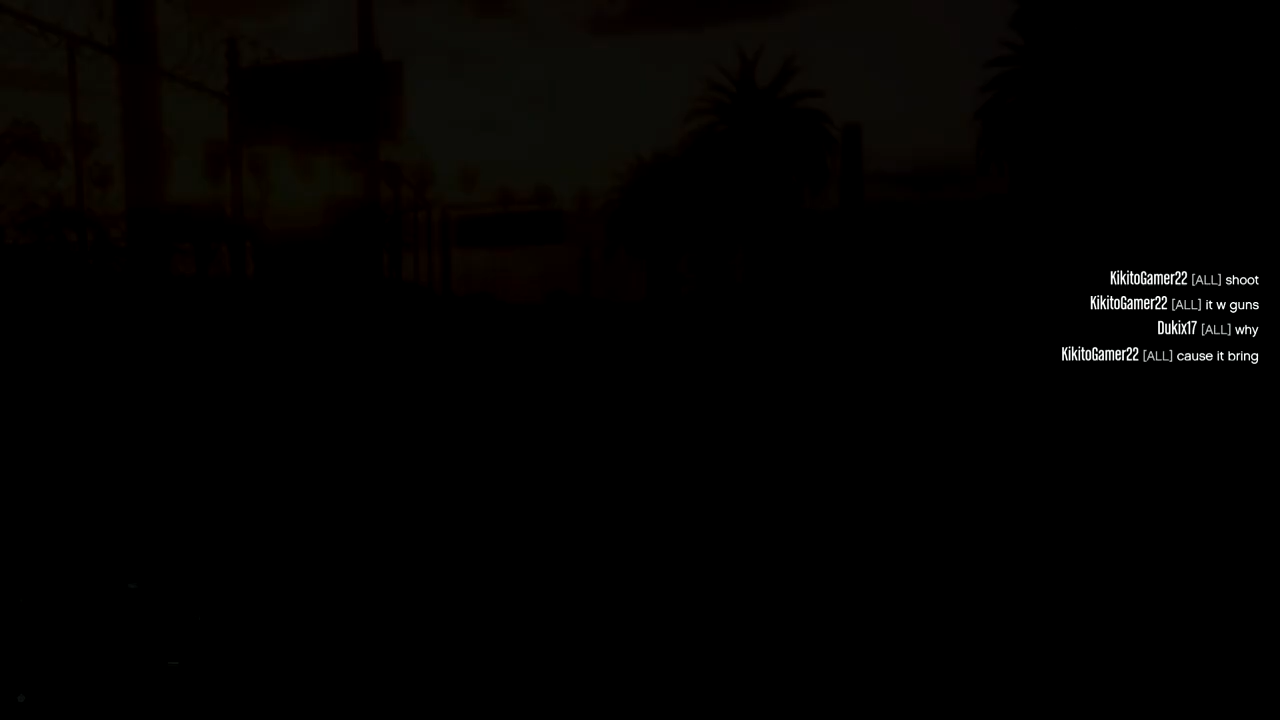 KikitoGamer22 [ALL] shoot
KikitoGamer22 [ALL] it w guns
Dukix17 [ALL] why
KikitoGamer22 [ALL] cause it bring